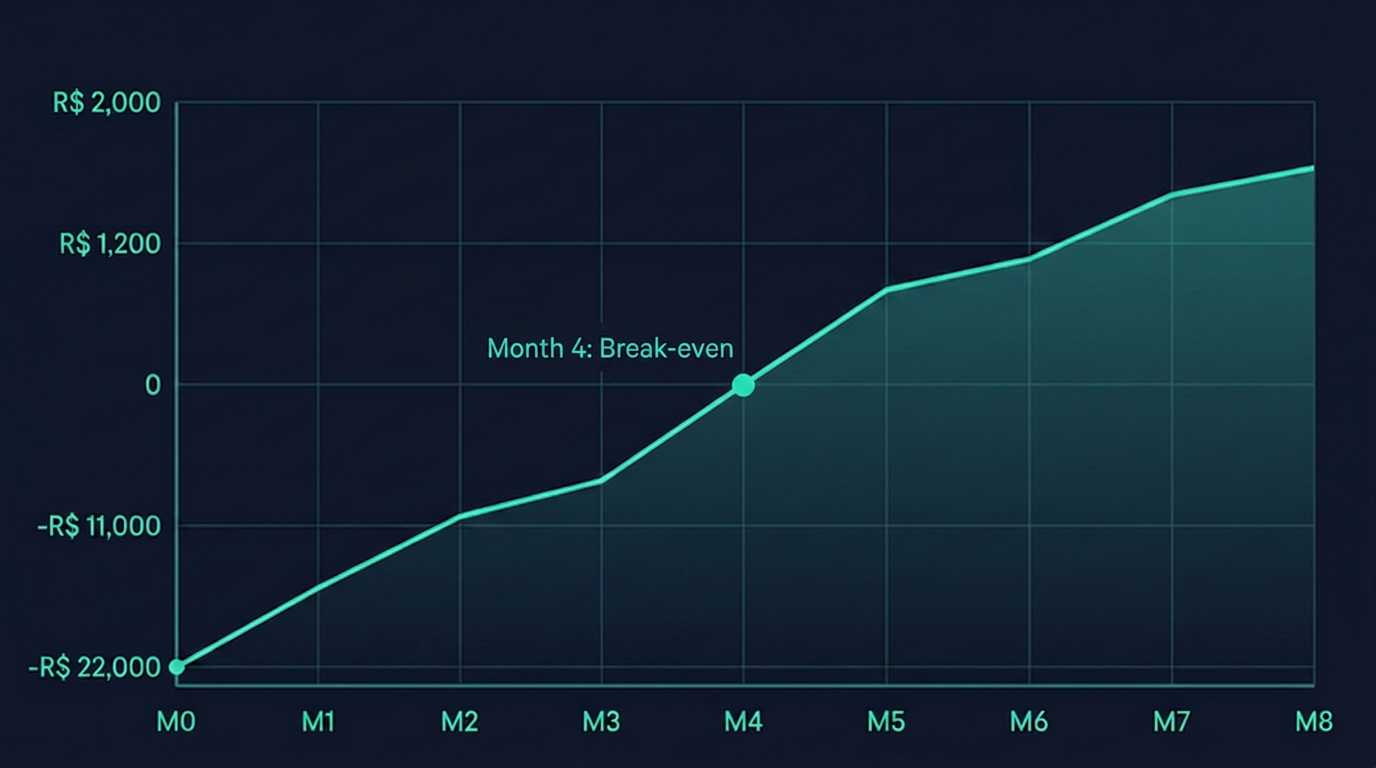 R$ 2,000
R$ 1,200
Month 4: Break-even
0
-R$ 11,000
-R$ 22,000
M0 M1 M2 M3 M4 M5 M6 M7 M8